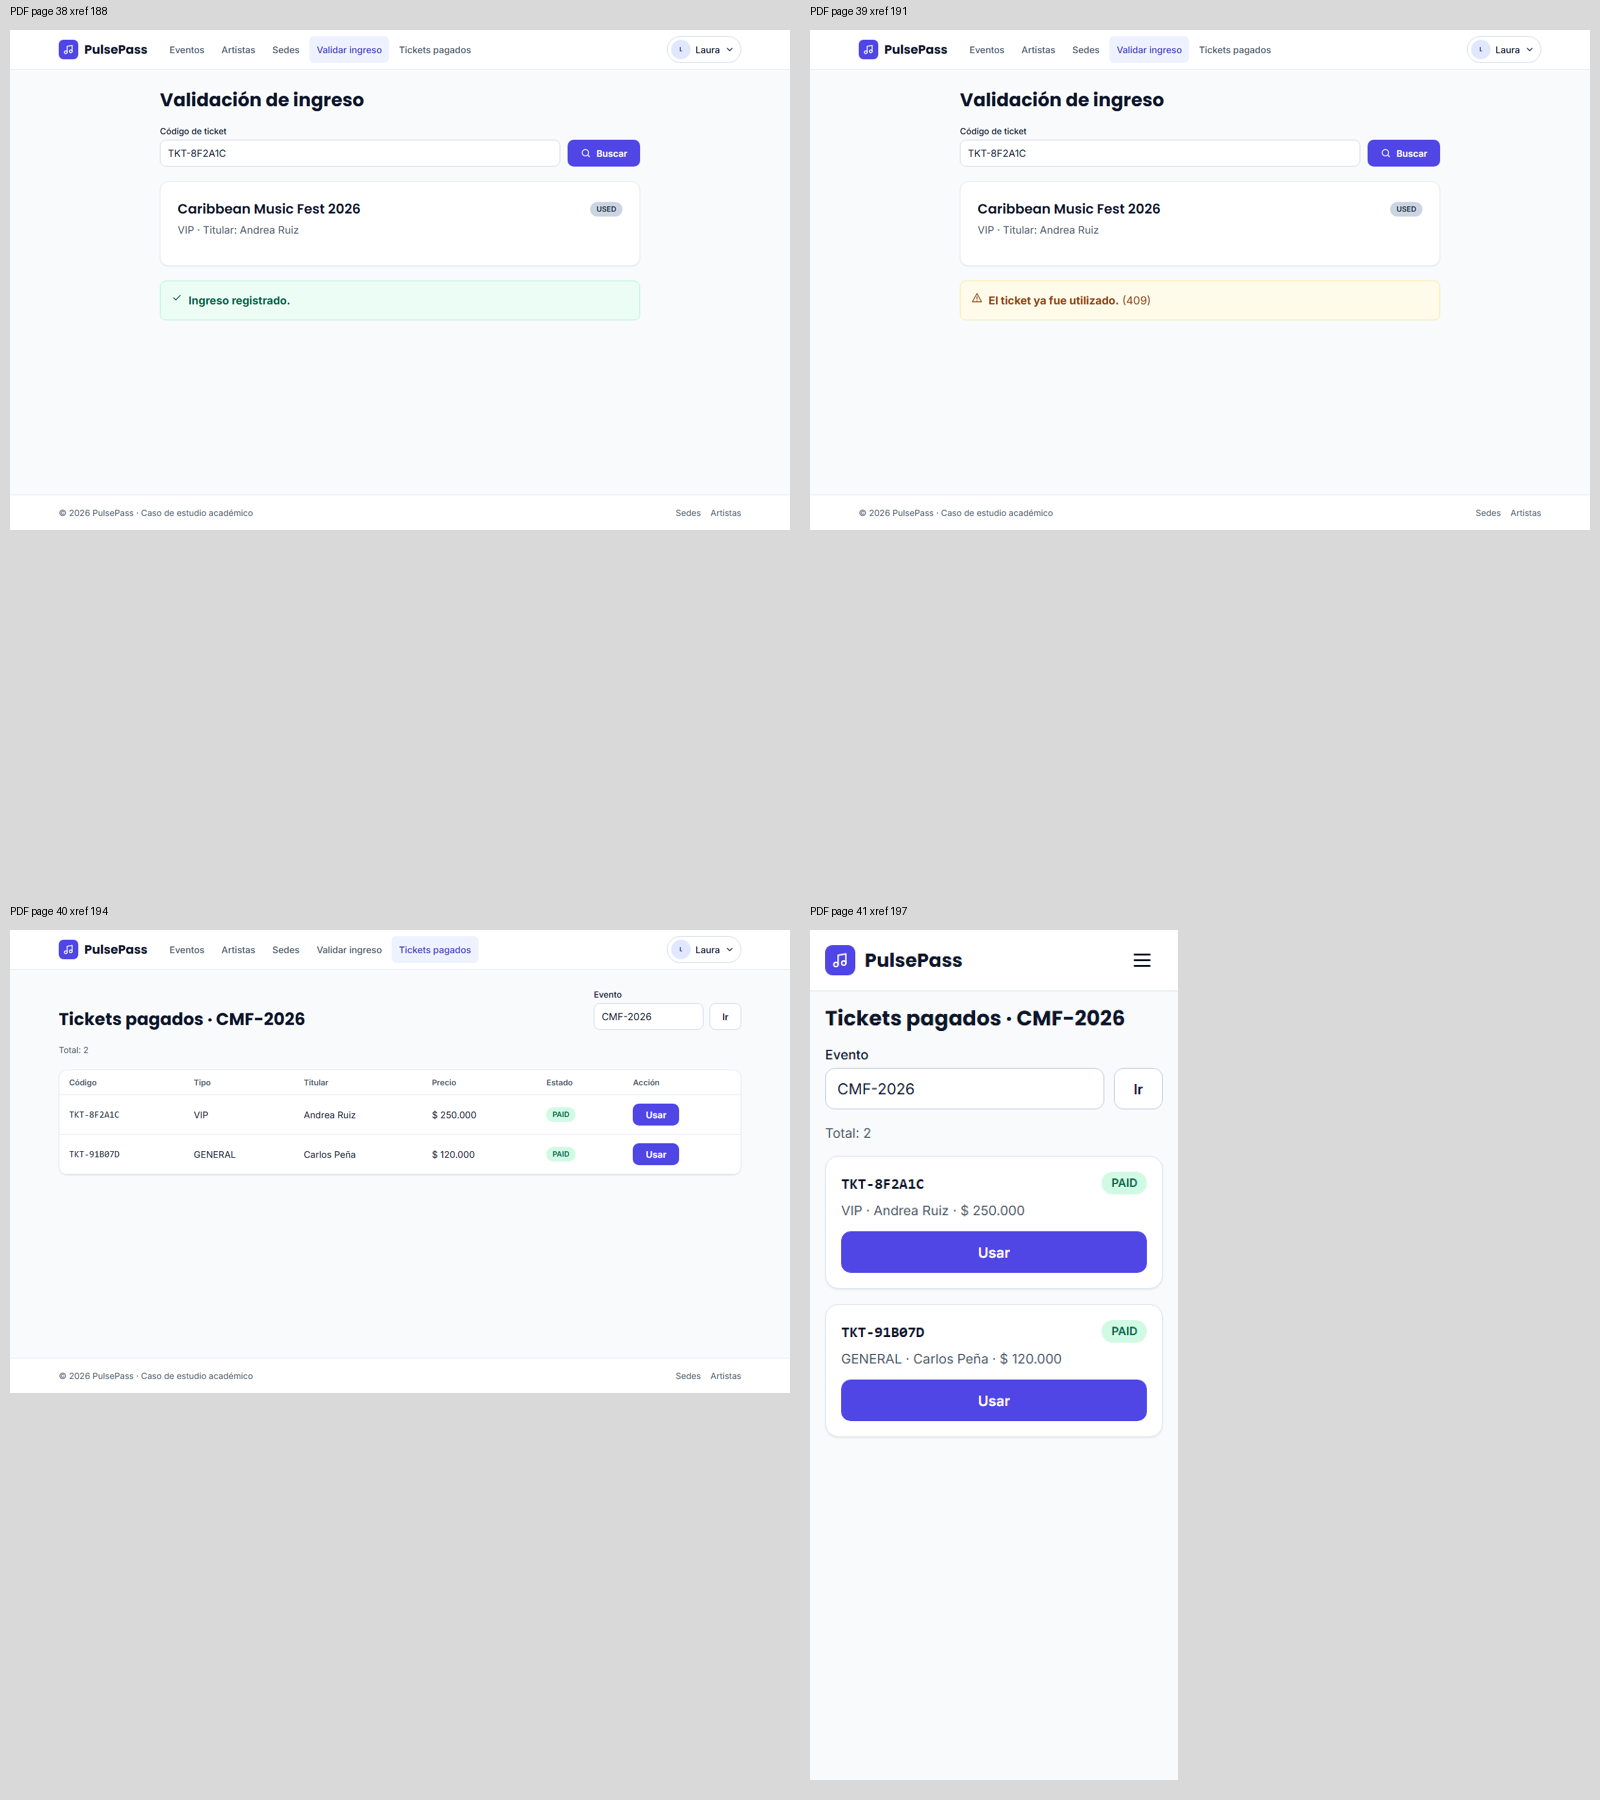 PDF page 38 xref 188
PulsePass Eventos Artistas Sedes Validar ingreso Tickets pagados L Laura
Validación de ingreso
Código de ticket
TKT-8F2A1C Buscar
Caribbean Music Fest 2026 USED
VIP · Titular: Andrea Ruiz
Ingreso registrado.
© 2026 PulsePass · Caso de estudio académico Sedes Artistas
PDF page 39 xref 191
PulsePass Eventos Artistas Sedes Validar ingreso Tickets pagados L Laura
Validación de ingreso
Código de ticket
TKT-8F2A1C Buscar
Caribbean Music Fest 2026 USED
VIP · Titular: Andrea Ruiz
El ticket ya fue utilizado. (409)
© 2026 PulsePass · Caso de estudio académico Sedes Artistas
PDF page 40 xref 194
PulsePass Eventos Artistas Sedes Validar ingreso Tickets pagados L Laura
Evento
Tickets pagados · CMF-2026 CMF-2026 Ir
Total: 2
Código Tipo Titular Precio Estado Acción
TKT-8F2A1C VIP Andrea Ruiz $ 250.000 PAID Usar
TKT-91B07D GENERAL Carlos Peña $ 120.000 PAID Usar
© 2026 PulsePass · Caso de estudio académico Sedes Artistas
PDF page 41 xref 197
PulsePass
Tickets pagados · CMF-2026
Evento
CMF-2026 Ir
Total: 2
TKT-8F2A1C PAID
VIP · Andrea Ruiz · $ 250.000
Usar
TKT-91B07D PAID
GENERAL · Carlos Peña · $ 120.000
Usar